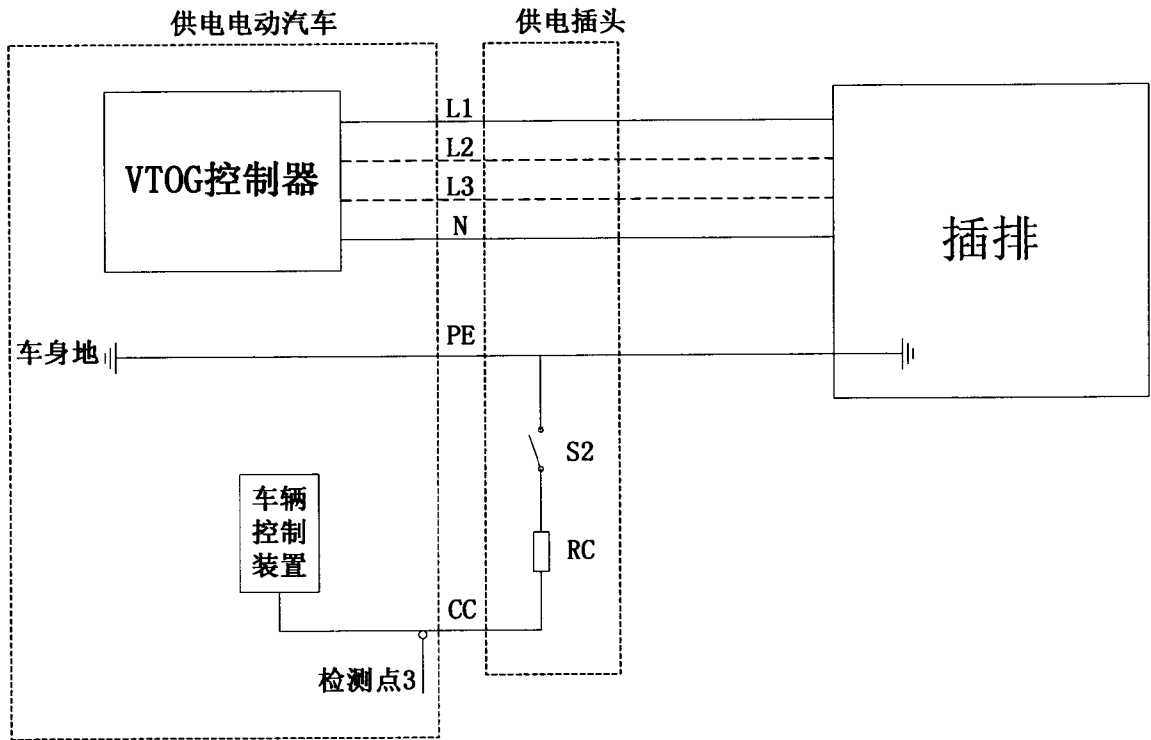 供电电动汽车
供电插头
L1
L2
VTOG控制器
L3
N
插排
PE
车身地
S2
车辆
控制
装置
RC
CC
检测点3